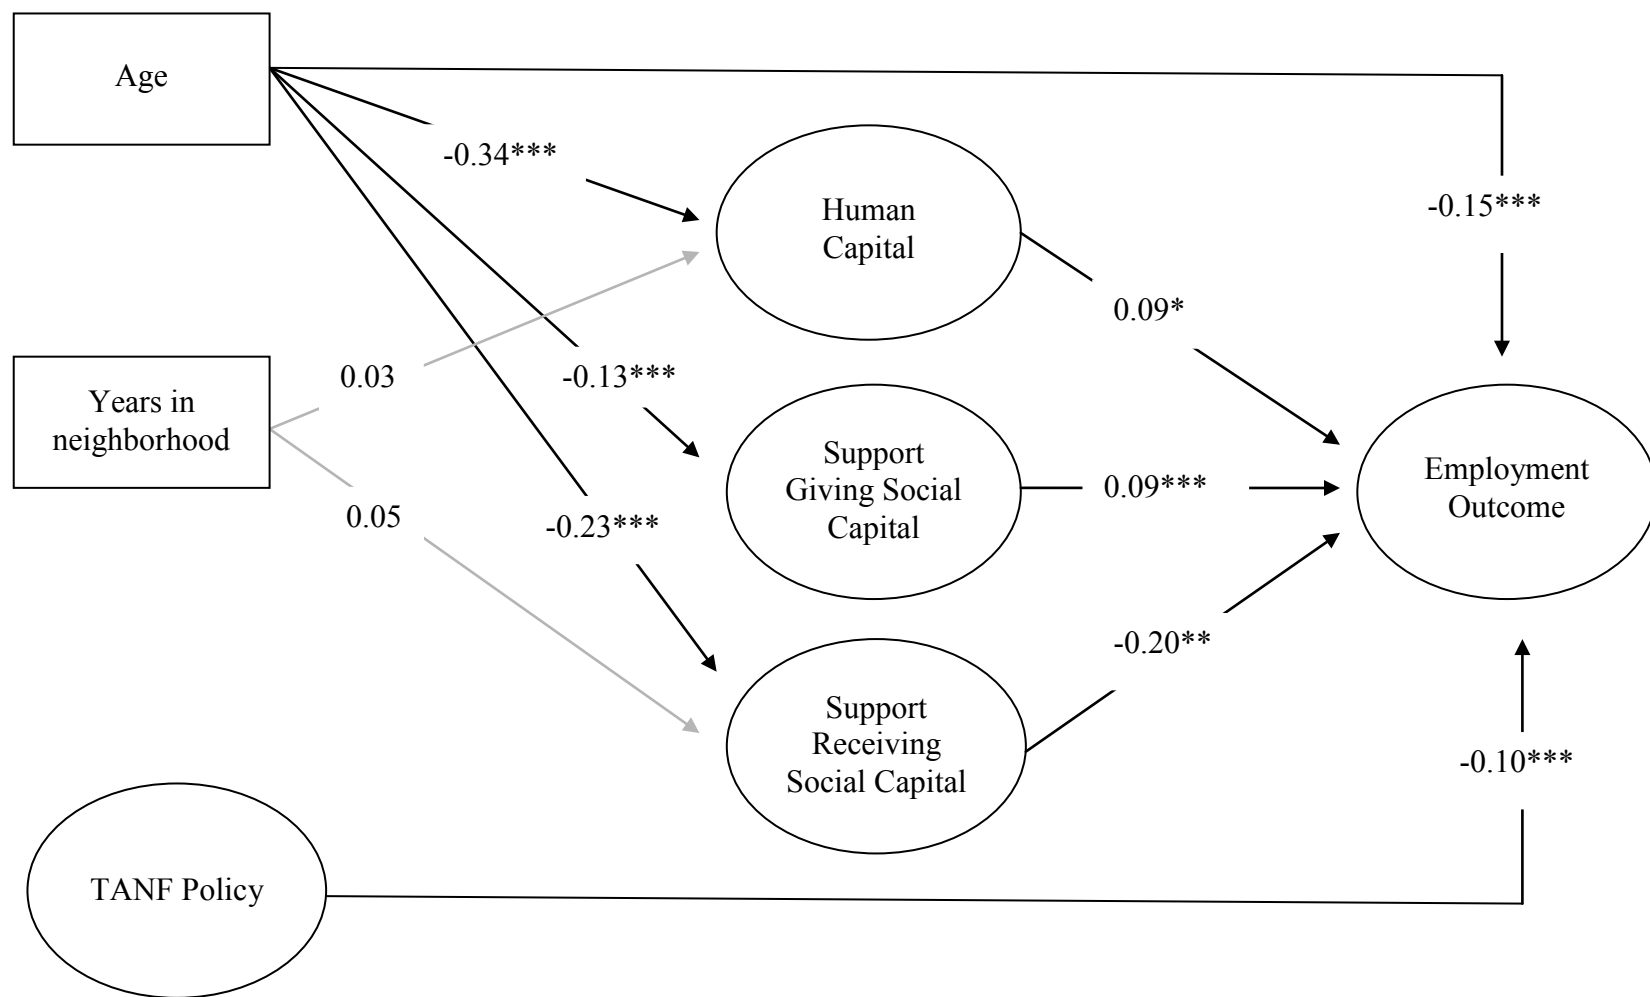 Age
-0.34***
Human
Capital
-0.15***
0.09*
Years in
neighborhood
0.03
-0.13***
Support
Giving Social
Capital
0.09***
Employment
Outcome
0.05
-0.23***
-0.20**
Support
Receiving
Social Capital
-0.10***
TANF Policy